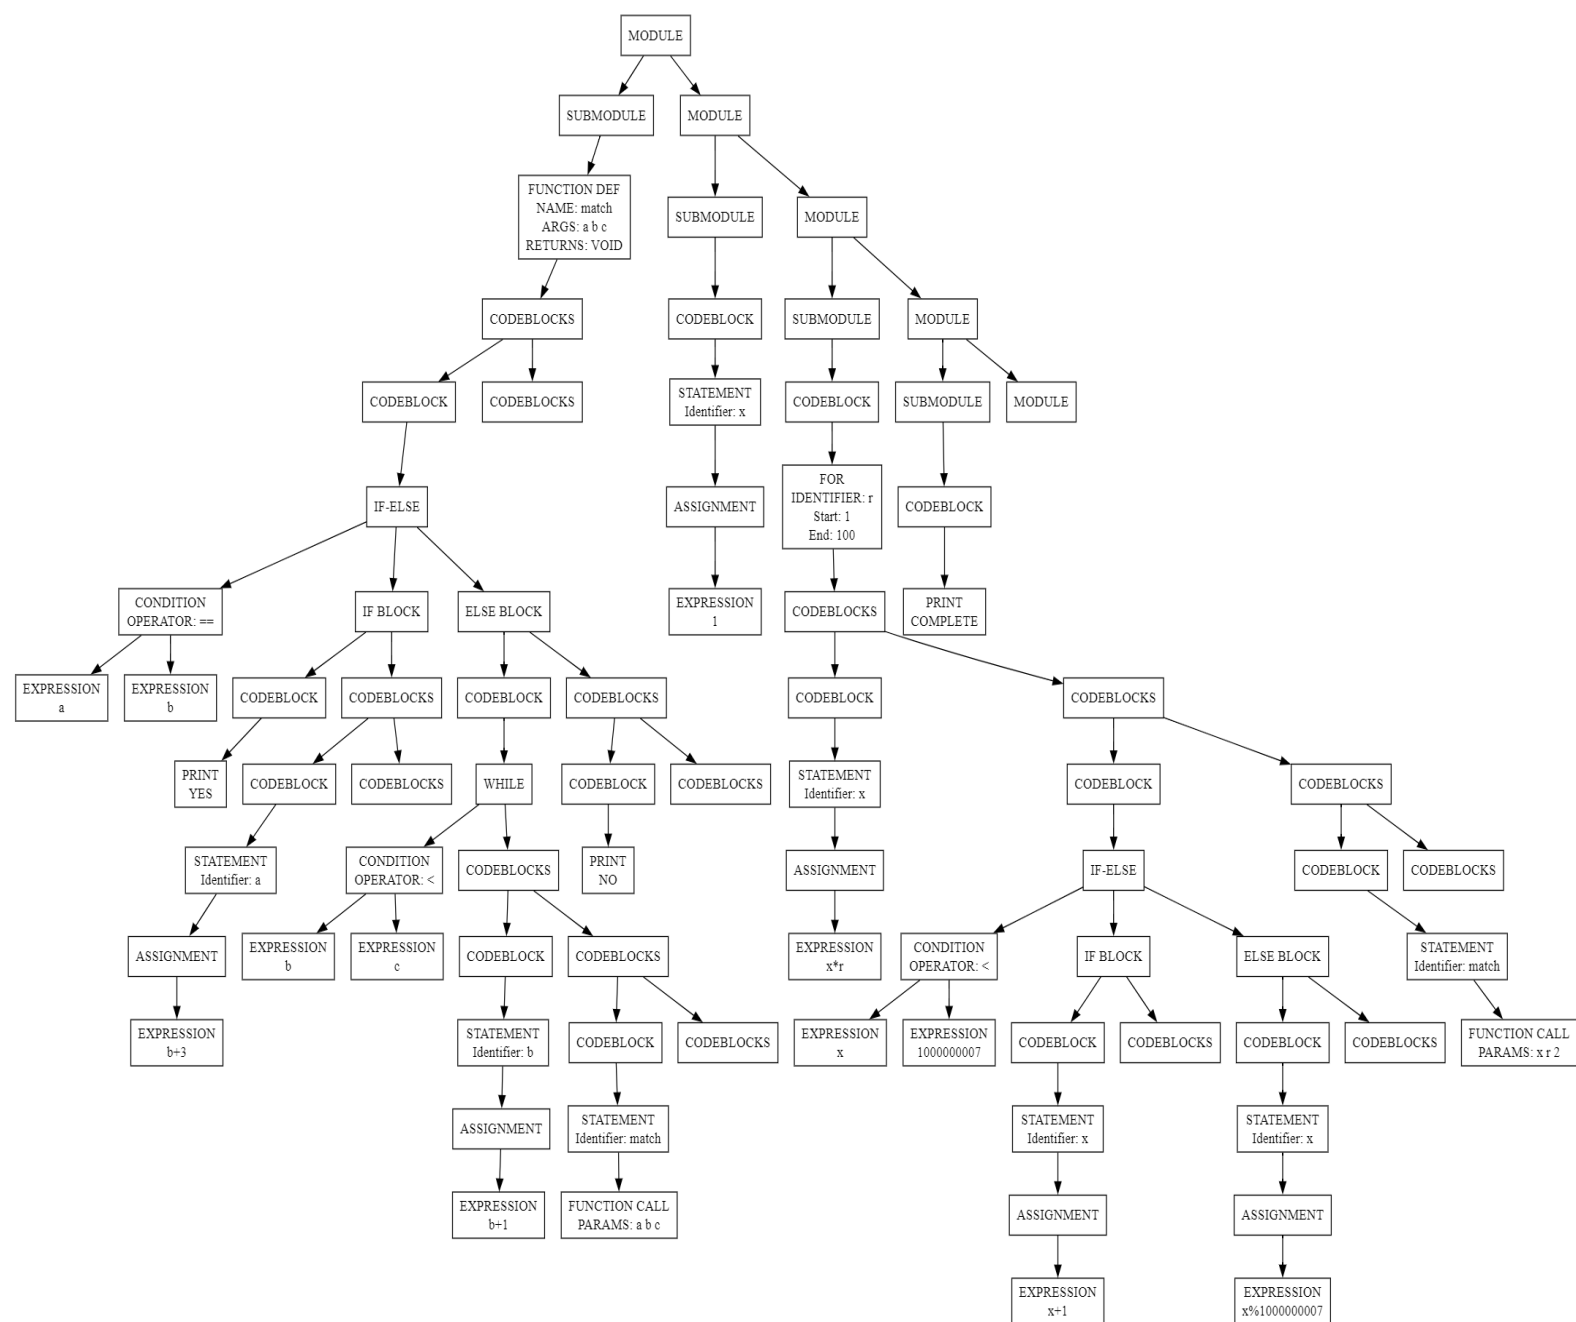 MODULE
SUBMODULE
MODULE
FUNCTION DEF
NAME: match
ARGS: a b c
RETURNS: VOID
SUBMODULE
MODULE
CODEBLOCKS
CODEBLOCK
SUBMODULE
MODULE
CODEBLOCK
CODEBLOCKS
STATEMENT
Identifier: x
CODEBLOCK
SUBMODULE
MODULE
IF-ELSE
ASSIGNMENT
FOR
IDENTIFIER: r
Start: 1
End: 100
CODEBLOCK
CONDITION
OPERATOR: ==
IF BLOCK
ELSE BLOCK
EXPRESSION
1
CODEBLOCKS
PRINT
COMPLETE
EXPRESSION
a
EXPRESSION
b
CODEBLOCK
CODEBLOCKS
CODEBLOCK
CODEBLOCKS
CODEBLOCK
CODEBLOCKS
PRINT
YES
CODEBLOCK
CODEBLOCKS
WHILE
CODEBLOCK
CODEBLOCKS
STATEMENT
Identifier: x
CODEBLOCK
CODEBLOCKS
STATEMENT
Identifier: a
CONDITION
OPERATOR: <
CODEBLOCKS
PRINT
NO
ASSIGNMENT
IF-ELSE
CODEBLOCK
CODEBLOCKS
ASSIGNMENT
EXPRESSION
b
EXPRESSION
c
CODEBLOCK
CODEBLOCKS
EXPRESSION
x*r
CONDITION
OPERATOR: <
IF BLOCK
ELSE BLOCK
STATEMENT
Identifier: match
EXPRESSION
b+3
STATEMENT
Identifier: b
CODEBLOCK
CODEBLOCKS
EXPRESSION
x
EXPRESSION
1000000007
CODEBLOCK
CODEBLOCKS
CODEBLOCK
CODEBLOCKS
FUNCTION CALL
PARAMS: x r 2
ASSIGNMENT
STATEMENT
Identifier: match
STATEMENT
Identifier: x
STATEMENT
Identifier: x
EXPRESSION
b+1
FUNCTION CALL
PARAMS: a b c
ASSIGNMENT
ASSIGNMENT
EXPRESSION
x+1
EXPRESSION
x%1000000007